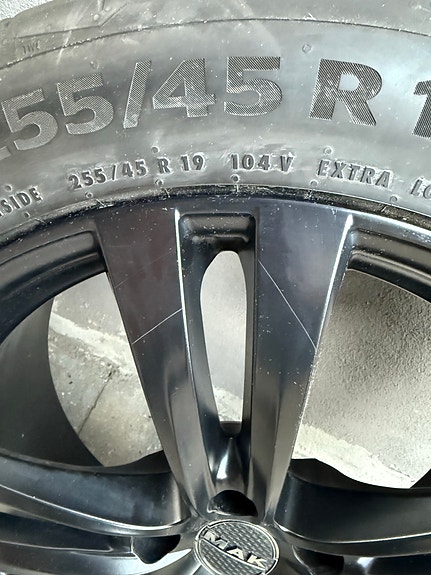 255/45 R 1
SIDE 255/45 R 19 104 V EXTRA LO
MAK